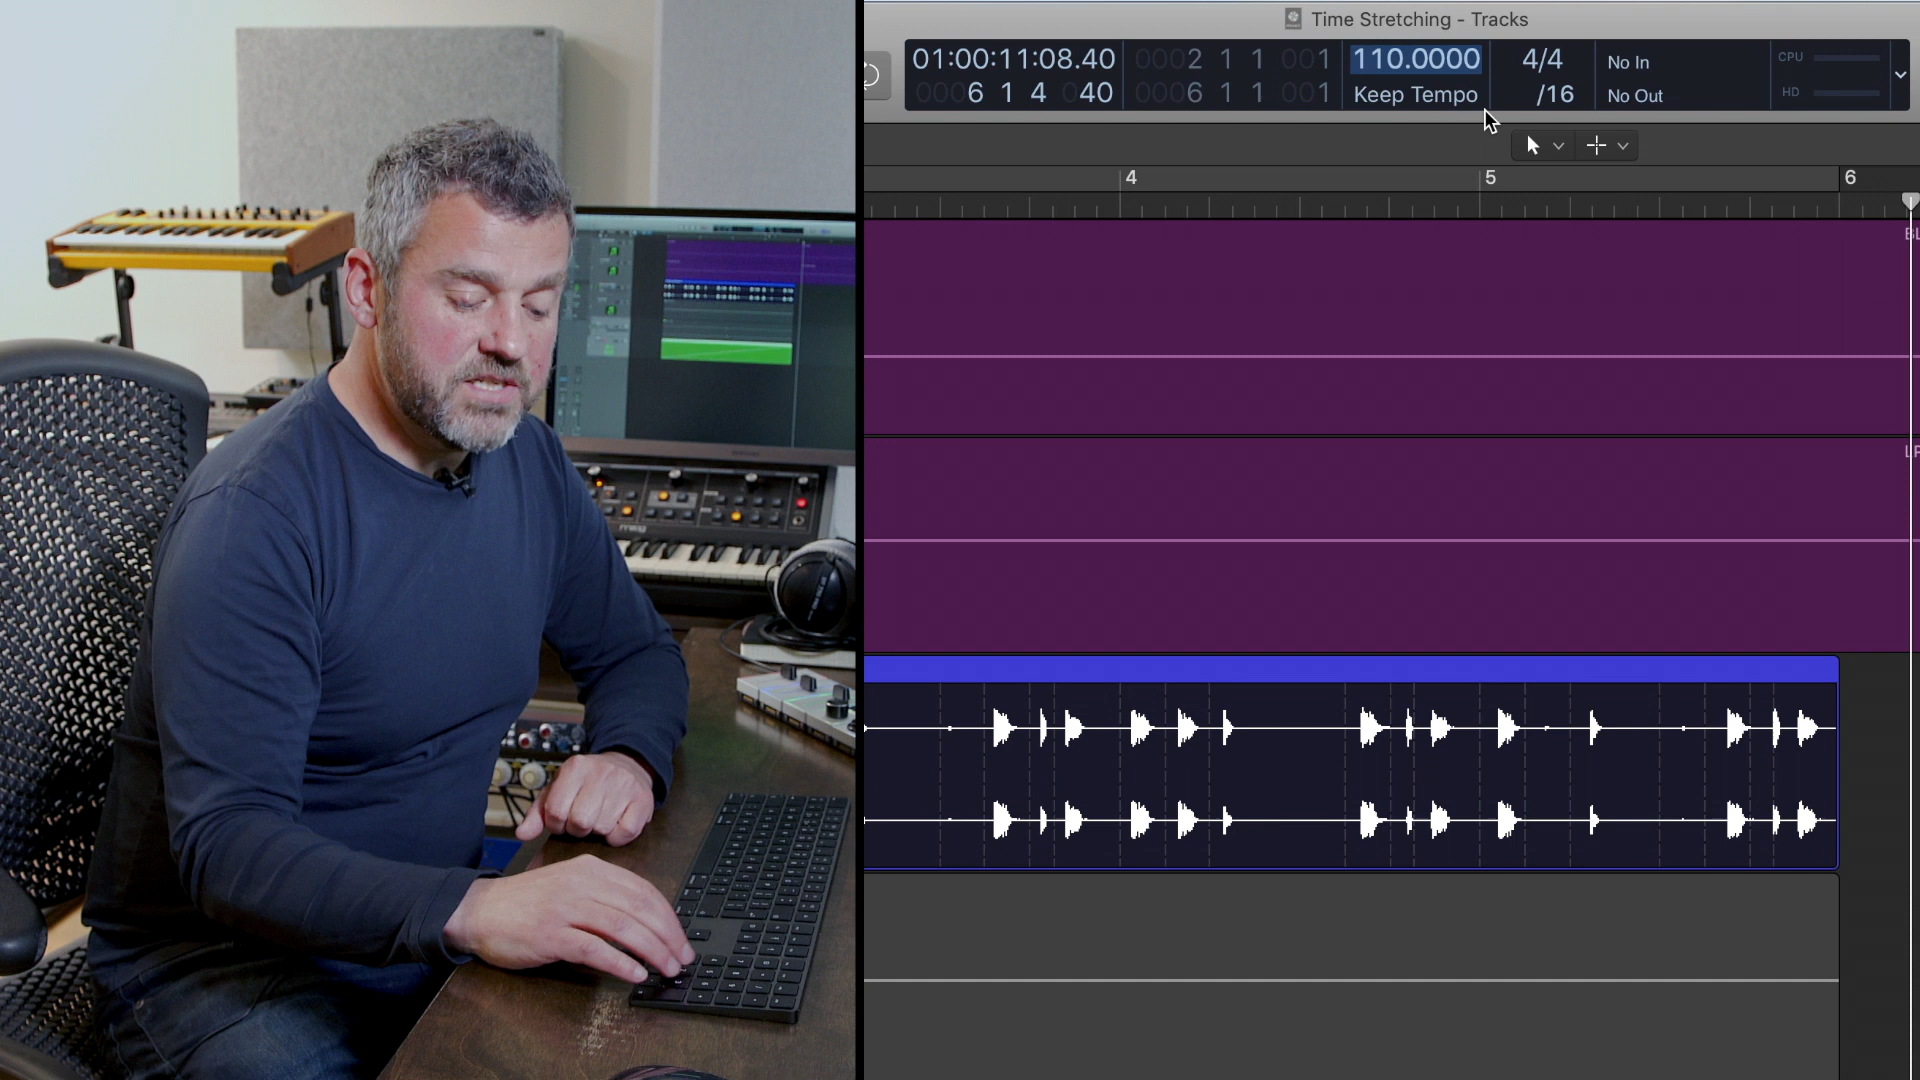 Time Stretching - Tracks
01:00:11:08.40
0002 1 1 001
110.0000
4/4
No In
CPU
0006 1 4 040
0006 1 1 001
Keep Tempo
/16
No Out
HD
4
5
6
moog